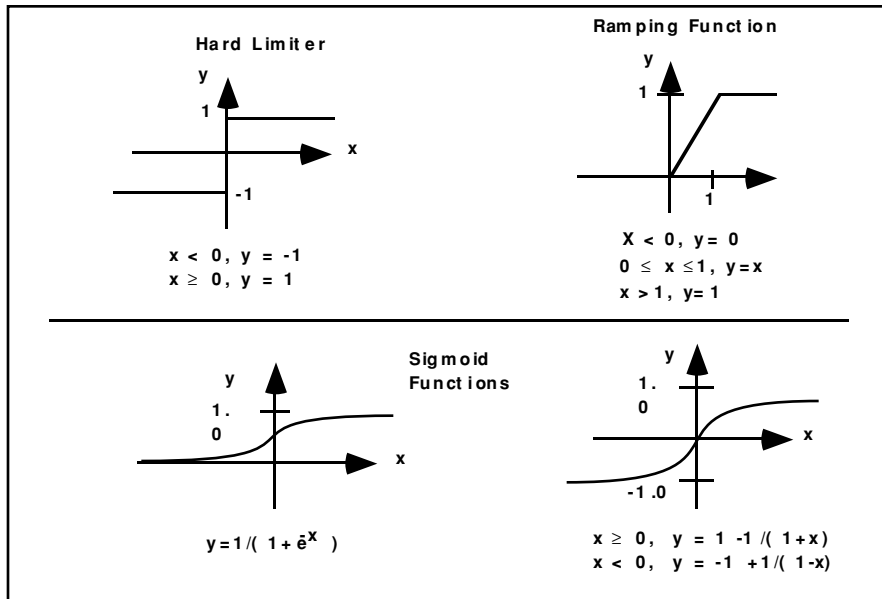 Hard Limiter
y
1
x
-1
x < 0, y = -1
x ≥ 0, y = 1
Ramping Function
1
1
X < 0, y= 0
0 ≤ x ≤1, y=x
x >1, y=1
Sigmoid
Functions
y
1.
0
x
y=1/( 1+ e-x )
y
1.
0
x
-1.0
x ≥ 0, y = 1 -1/( 1+x)
x < 0, y = -1 +1/( 1-x)